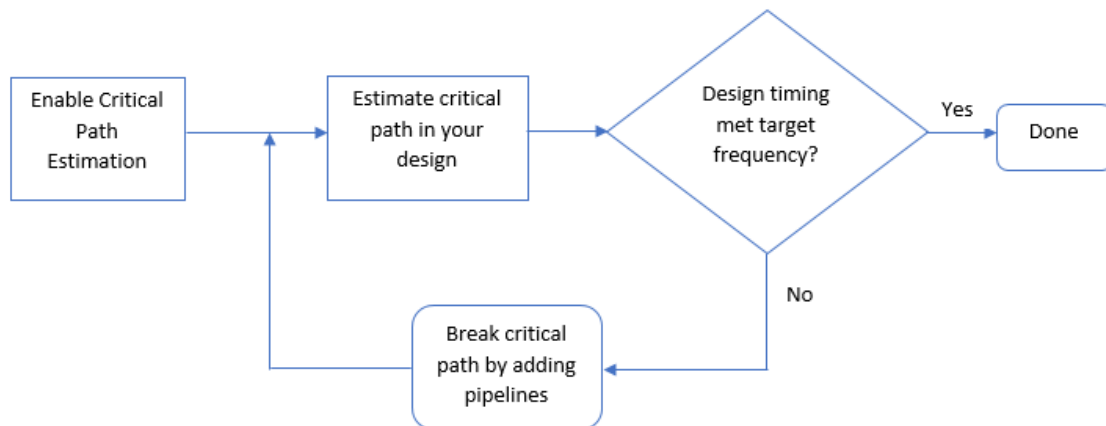 Enable Critical
Path
Estimation
Estimate critical
path in your
design
Design timing
met target
frequency?
Yes
Done
No
Break critical
path by adding
pipelines